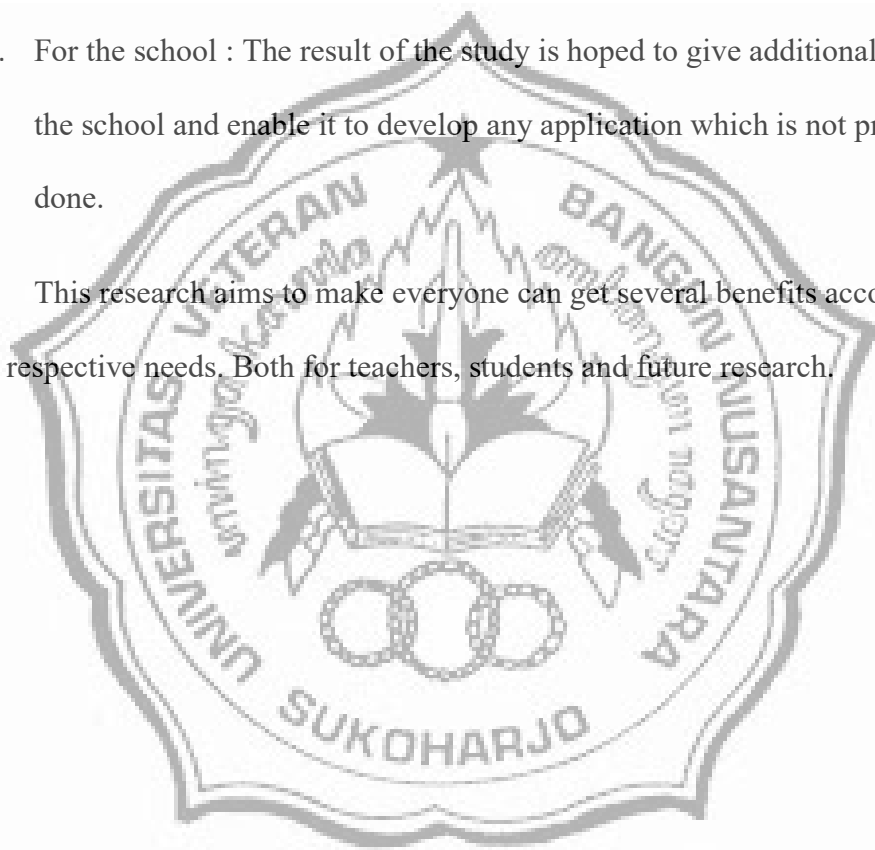 . For the school : The result of the study is hoped to give additional
the school and enable it to develop any application which is not pr
done.
This research aims to make everyone can get several benefits acco
respective needs. Both for teachers, students and future research.
UNIVERSITAS VETERAN BANGUN NUSANTARA
SUKOHARJO